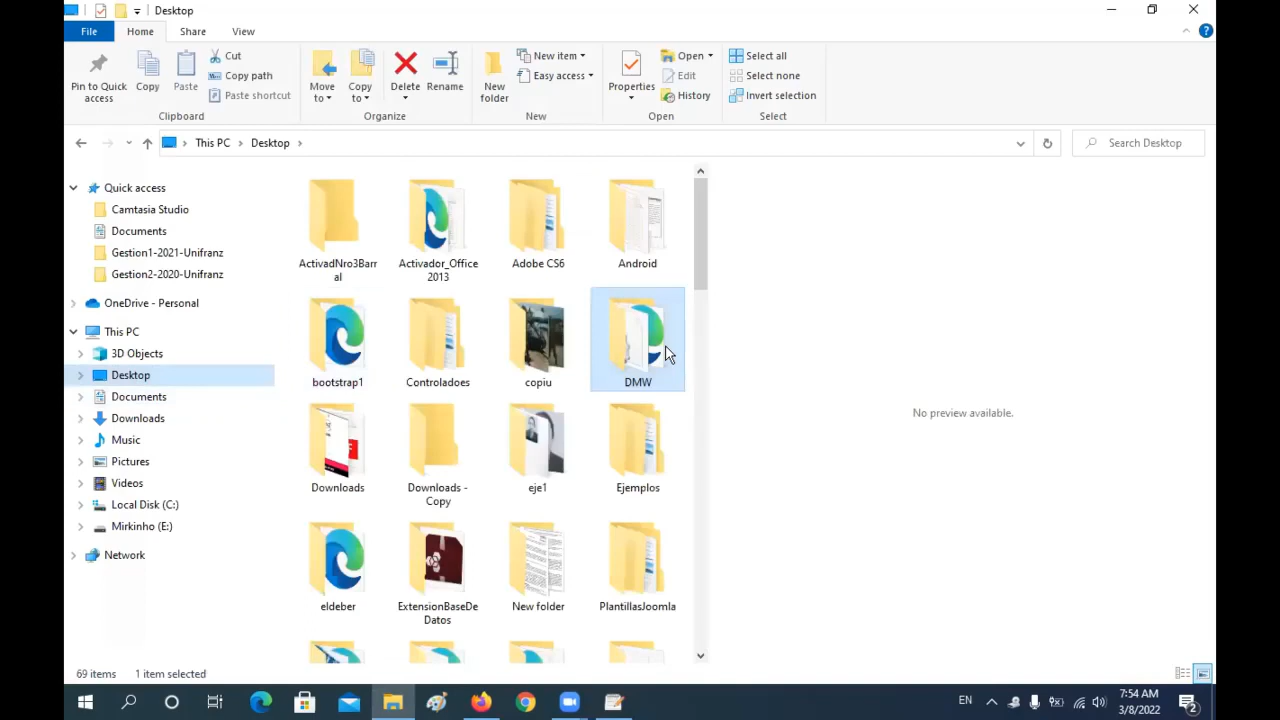 Desktop
File Home Share View
Pin to Quick access
Copy
Paste
Cut
Copy path
Paste shortcut
Clipboard
Move to
Copy to
Delete
Rename
Organize
New folder
New item
Easy access
New
Properties
Open
Edit
History
Open
Select all
Select none
Invert selection
Select
This PC > Desktop >
Search Desktop
Quick access
Camtasia Studio
Documents
Gestion1-2021-Unifranz
Gestion2-2020-Unifranz
OneDrive - Personal
This PC
3D Objects
Desktop
Documents
Downloads
Music
Pictures
Videos
Local Disk (C:)
Mirkinho (E:)
Network
ActivadNro3Barr
al
Activador_Office
2013
Adobe CS6
Android
bootstrap1
Controladoes
copiu
DMW
Downloads
Downloads -
Copy
eje1
Ejemplos
eldeber
ExtensionBaseDe
Datos
New folder
PlantillasJoomla
No preview available.
69 items 1 item selected
EN
7:54 AM
3/8/2022
2